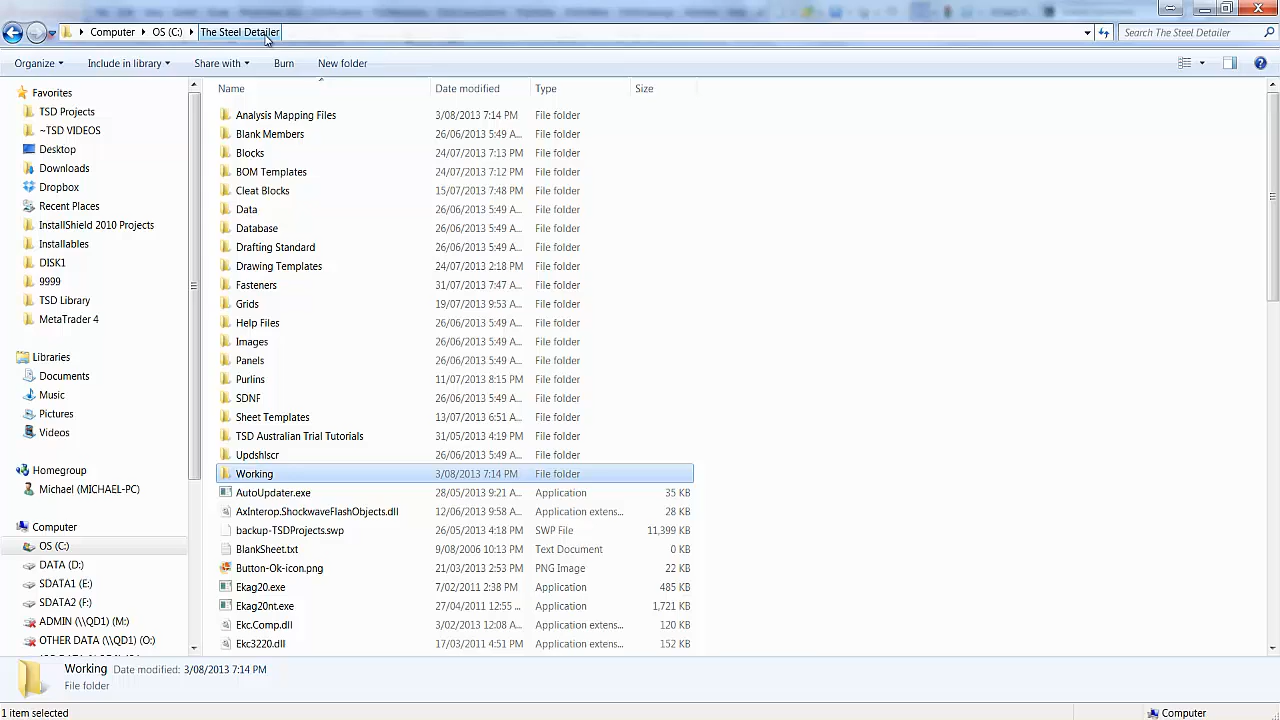 Computer OS (C:) The Steel Detailer Search The Steel Detailer
Organize Include in library Share with Burn New folder
Name Date modified Type Size
Favorites
TSD Projects
~TSD VIDEOS
Desktop
Downloads
Dropbox
Recent Places
InstallShield 2010 Projects
Installables
DISK1
9999
TSD Library
MetaTrader 4
Libraries
Documents
Music
Pictures
Videos
Homegroup
Michael (MICHAEL-PC)
Computer
OS (C:)
DATA (D:)
SDATA1 (E:)
SDATA2 (F:)
ADMIN (\\QD1) (M:)
OTHER DATA (\\QD1) (O:)
Analysis Mapping Files 3/08/2013 7:14 PM File folder
Blank Members 26/06/2013 5:49 A... File folder
Blocks 24/07/2013 7:13 PM File folder
BOM Templates 24/07/2013 7:12 PM File folder
Cleat Blocks 15/07/2013 7:48 PM File folder
Data 26/06/2013 5:49 A... File folder
Database 26/06/2013 5:49 A... File folder
Drafting Standard 26/06/2013 5:49 A... File folder
Drawing Templates 24/07/2013 2:18 PM File folder
Fasteners 31/07/2013 7:47 A... File folder
Grids 19/07/2013 9:53 A... File folder
Help Files 26/06/2013 5:49 A... File folder
Images 26/06/2013 5:49 A... File folder
Panels 26/06/2013 5:49 A... File folder
Purlins 11/07/2013 8:15 PM File folder
SDNF 26/06/2013 5:49 A... File folder
Sheet Templates 13/07/2013 6:51 A... File folder
TSD Australian Trial Tutorials 31/05/2013 4:19 PM File folder
Updshlscr 26/06/2013 5:49 A... File folder
Working 3/08/2013 7:14 PM File folder
AutoUpdater.exe 28/05/2013 9:21 A... Application 35 KB
AxInterop.ShockwaveFlashObjects.dll 12/06/2013 9:58 A... Application extens... 28 KB
backup-TSDProjects.swp 26/05/2013 4:18 PM SWP File 11,399 KB
BlankSheet.txt 9/08/2006 10:13 PM Text Document 0 KB
Button-Ok-icon.png 21/03/2013 2:53 PM PNG Image 22 KB
Ekag20.exe 7/02/2011 2:38 PM Application 485 KB
Ekag20nt.exe 27/04/2011 12:55 ... Application 1,721 KB
Ekc.Comp.dll 3/02/2013 12:08 A... Application extens... 120 KB
Ekc3220.dll 17/03/2011 4:51 PM Application extens... 152 KB
Working Date modified: 3/08/2013 7:14 PM
File folder
1 item selected Computer